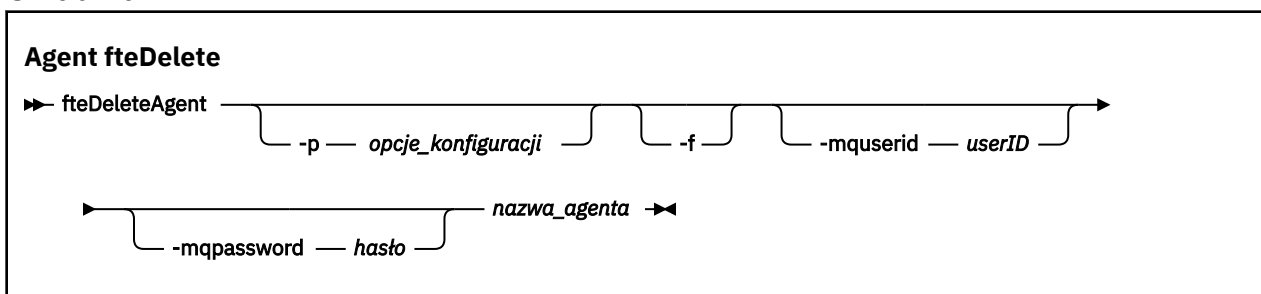 Agent fteDelete
fteDeleteAgent
-p opcje_konfiguracji -f -mquserid userID
nazwa_agenta
-mqpassword hasło